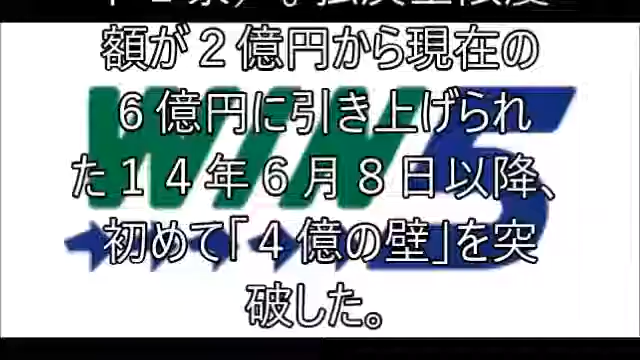 額が２億円から現在の
６億円に引き上げられ
た１４年６月８日以降、
初めて「４億の壁」を突
破した。
WIN5